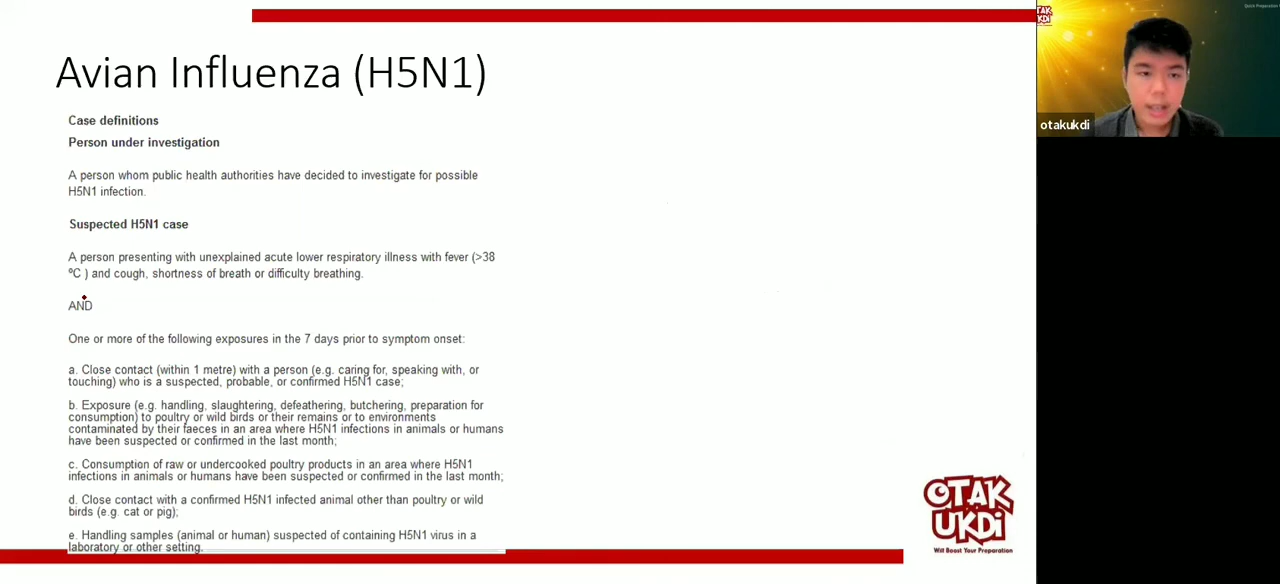 Avian Influenza (H5N1)
Case definitions
Person under investigation
A person whom public health authorities have decided to investigate for possible
H5N1 infection.
Suspected H5N1 case
A person presenting with unexplained acute lower respiratory illness with fever (>38
ºC ) and cough, shortness of breath or difficulty breathing.
AND
One or more of the following exposures in the 7 days prior to symptom onset:
a. Close contact (within 1 metre) with a person (e.g. caring for, speaking with, or
touching) who is a suspected, probable, or confirmed H5N1 case;
b. Exposure (e.g. handling, slaughtering, defeathering, butchering, preparation for
consumption) to poultry or wild birds or their remains or to environments
contaminated by their faeces in an area where H5N1 infections in animals or humans
have been suspected or confirmed in the last month;
c. Consumption of raw or undercooked poultry products in an area where H5N1
infections in animals or humans have been suspected or confirmed in the last month;
d. Close contact with a confirmed H5N1 infected animal other than poultry or wild
birds (e.g. cat or pig);
e. Handling samples (animal or human) suspected of containing H5N1 virus in a
laboratory or other setting.
OTAK
UKDi
Will Boost Your Preparation
OTAK
UKDi
Quick Preparation
otakukdi